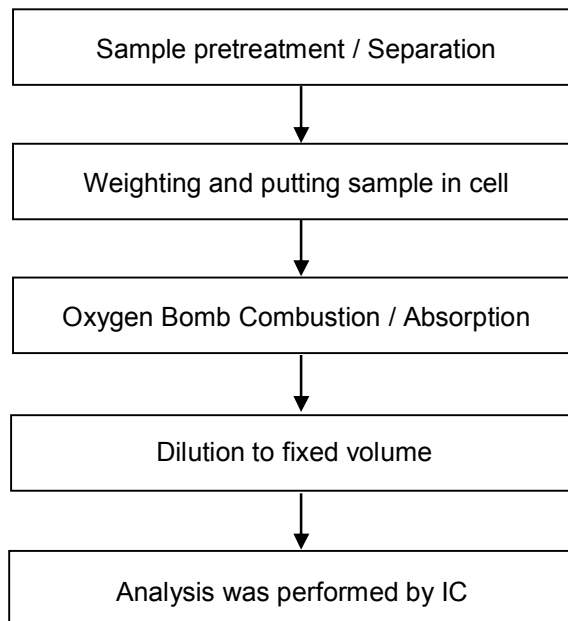 Sample pretreatment / Separation
Weighting and putting sample in cell
Oxygen Bomb Combustion / Absorption
Dilution to fixed volume
Analysis was performed by IC